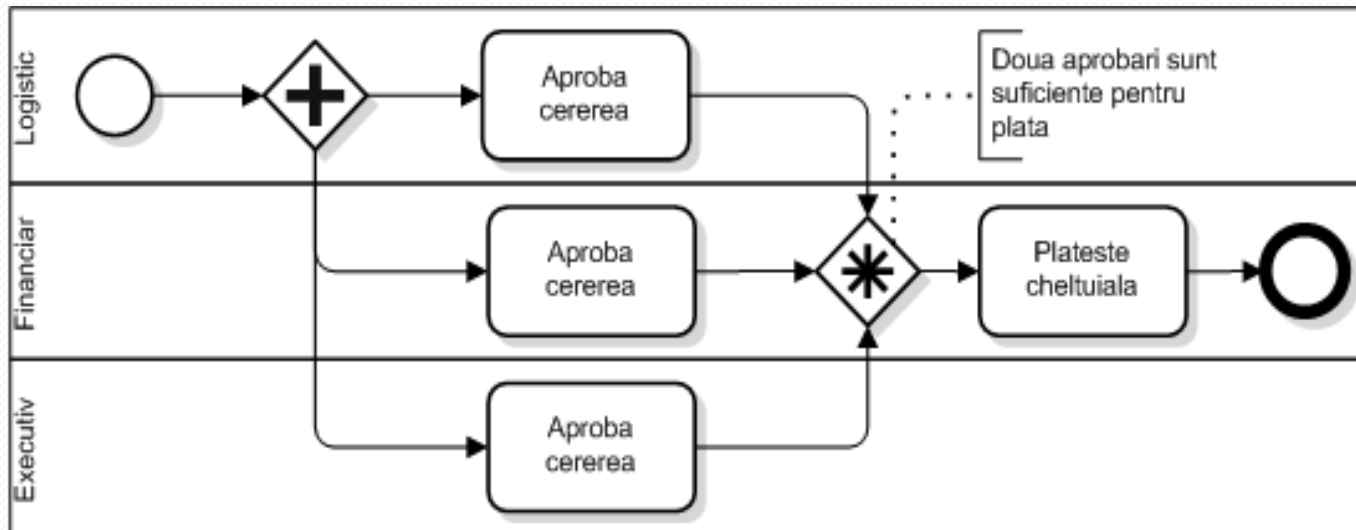 Logistic
Aproba
cererea
Doua aprobari sunt
suficiente pentru
plata
Financiar
Aproba
cererea
Plateste
cheltuiala
Executiv
Aproba
cererea